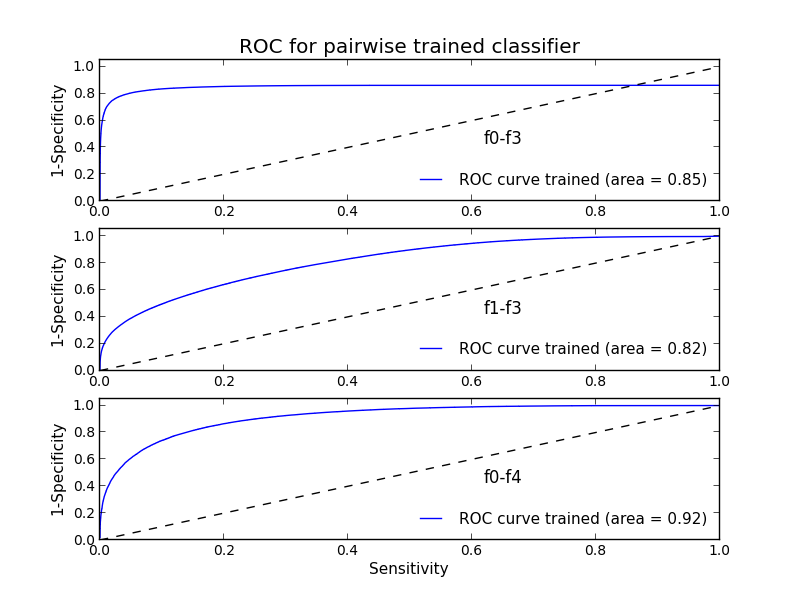 ROC for pairwise trained classifier
1.0
0.8
0.6
0.4
0.2
0.0
1-Specificity
f0-f3
ROC curve trained (area = 0.85)
0.0 0.2 0.4 0.6 0.8 1.0
1.0
0.8
0.6
0.4
0.2
0.0
1-Specificity
f1-f3
ROC curve trained (area = 0.82)
0.0 0.2 0.4 0.6 0.8 1.0
1.0
0.8
0.6
0.4
0.2
0.0
1-Specificity
f0-f4
ROC curve trained (area = 0.92)
0.0 0.2 0.4 0.6 0.8 1.0
Sensitivity